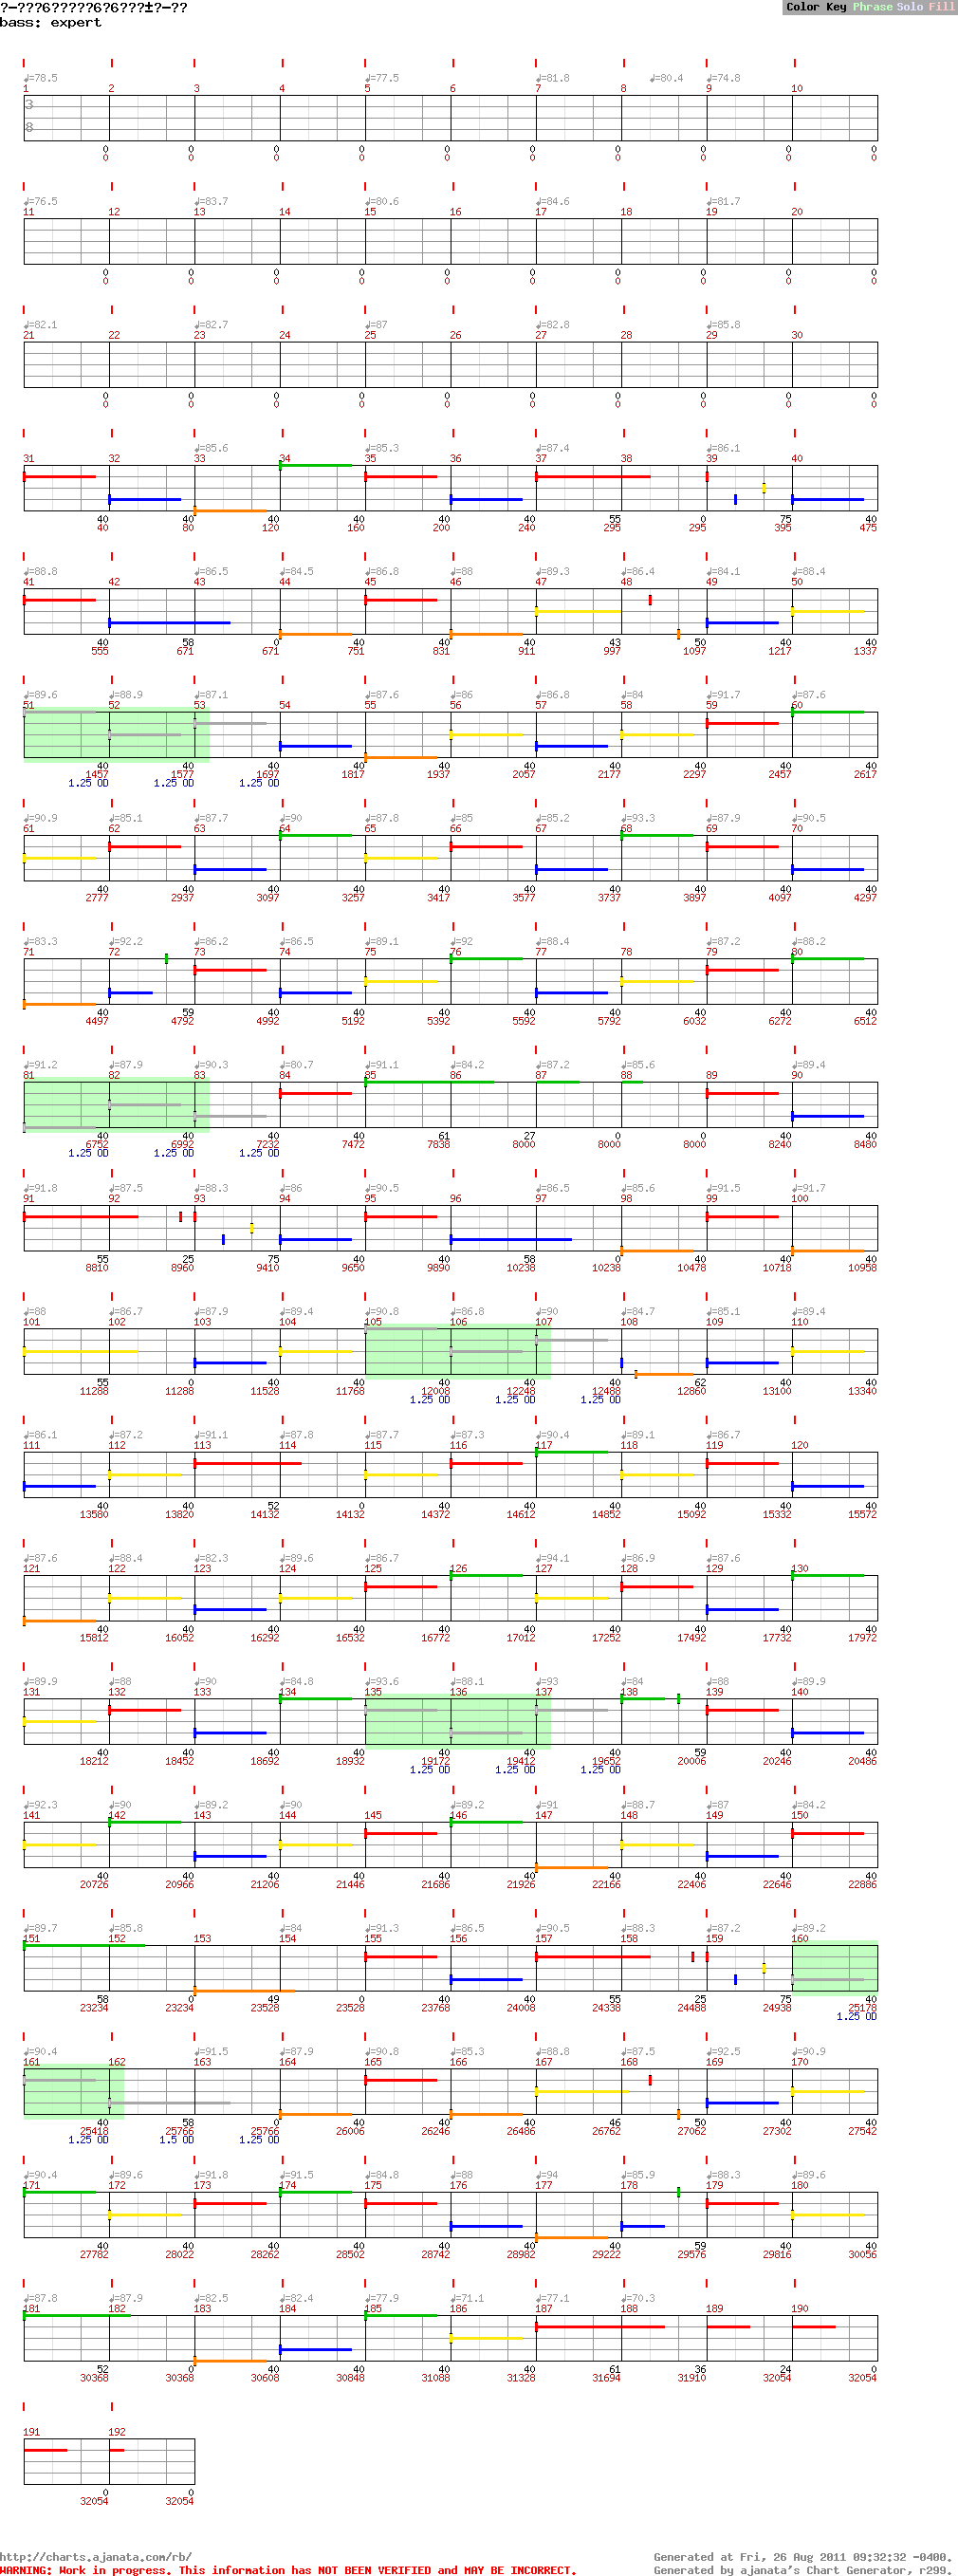 ?-???6?????6?6???±?-??
Color Key Phrase Solo Fill
bass: expert
♩=78.5 ♩=77.5 ♩=81.8 ♩=80.4 ♩=74.8
1 2 3 4 5 6 7 8 9 10
3
8
0 0 0 0 0 0 0 0 0 0
0 0 0 0 0 0 0 0 0 0
♩=76.5 ♩=83.7 ♩=80.6 ♩=84.6 ♩=81.7
11 12 13 14 15 16 17 18 19 20
0 0 0 0 0 0 0 0 0 0
0 0 0 0 0 0 0 0 0 0
♩=82.1 ♩=82.7 ♩=87 ♩=82.8 ♩=85.8
21 22 23 24 25 26 27 28 29 30
0 0 0 0 0 0 0 0 0 0
0 0 0 0 0 0 0 0 0 0
♩=85.6 ♩=85.3 ♩=87.4 ♩=86.1
31 32 33 34 35 36 37 38 39 40
40 40 40 40 40 40 55 0 75 40
40 80 120 160 200 240 295 295 395 475
♩=88.8 ♩=86.5 ♩=84.5 ♩=86.8 ♩=88 ♩=89.3 ♩=86.4 ♩=84.1 ♩=88.4
41 42 43 44 45 46 47 48 49 50
40 58 0 40 40 40 43 50 40 40
555 671 671 751 831 911 997 1097 1217 1337
♩=89.6 ♩=88.9 ♩=87.1 ♩=87.6 ♩=86 ♩=86.8 ♩=84 ♩=91.7 ♩=87.6
51 52 53 54 55 56 57 58 59 60
40 40 40 40 40 40 40 40 40 40
1457 1577 1697 1817 1937 2057 2177 2297 2457 2617
1.25 OD 1.25 OD 1.25 OD
♩=90.9 ♩=85.1 ♩=87.7 ♩=90 ♩=87.8 ♩=85 ♩=85.2 ♩=93.3 ♩=87.9 ♩=90.5
61 62 63 64 65 66 67 68 69 70
40 40 40 40 40 40 40 40 40 40
2777 2937 3097 3257 3417 3577 3737 3897 4097 4297
♩=83.3 ♩=92.2 ♩=86.2 ♩=86.5 ♩=89.1 ♩=92 ♩=88.4 ♩=87.2 ♩=88.2
71 72 73 74 75 76 77 78 79 80
40 59 40 40 40 40 40 40 40 40
4497 4792 4992 5192 5392 5592 5792 6032 6272 6512
♩=91.2 ♩=87.9 ♩=90.3 ♩=80.7 ♩=91.1 ♩=84.2 ♩=87.2 ♩=85.6 ♩=89.4
81 82 83 84 85 86 87 88 89 90
40 40 40 40 61 27 0 0 40 40
6752 6992 7232 7472 7838 8000 8000 8000 8240 8480
1.25 OD 1.25 OD 1.25 OD
♩=91.8 ♩=87.5 ♩=88.3 ♩=86 ♩=90.5 ♩=86.5 ♩=85.6 ♩=91.5 ♩=91.7
91 92 93 94 95 96 97 98 99 100
55 25 75 40 40 58 0 40 40 40
8810 8960 9410 9650 9890 10238 10238 10478 10718 10958
♩=88 ♩=86.7 ♩=87.9 ♩=89.4 ♩=90.8 ♩=86.8 ♩=90 ♩=84.7 ♩=85.1 ♩=89.4
101 102 103 104 105 106 107 108 109 110
55 0 40 40 40 40 40 62 40 40
11288 11288 11528 11768 12008 12248 12488 12860 13100 13340
1.25 OD 1.25 OD 1.25 OD
♩=86.1 ♩=87.2 ♩=91.1 ♩=87.8 ♩=87.7 ♩=87.3 ♩=90.4 ♩=89.1 ♩=86.7
111 112 113 114 115 116 117 118 119 120
40 40 52 0 40 40 40 40 40 40
13580 13820 14132 14132 14372 14612 14852 15092 15332 15572
♩=87.6 ♩=88.4 ♩=82.3 ♩=89.6 ♩=86.7 ♩=94.1 ♩=86.9 ♩=87.6
121 122 123 124 125 126 127 128 129 130
40 40 40 40 40 40 40 40 40 40
15812 16052 16292 16532 16772 17012 17252 17492 17732 17972
♩=89.9 ♩=88 ♩=90 ♩=84.8 ♩=93.6 ♩=88.1 ♩=93 ♩=84 ♩=88 ♩=89.9
131 132 133 134 135 136 137 138 139 140
40 40 40 40 40 40 40 59 40 40
18212 18452 18692 18932 19172 19412 19652 20006 20246 20486
1.25 OD 1.25 OD 1.25 OD
♩=92.3 ♩=90 ♩=89.2 ♩=90 ♩=89.2 ♩=91 ♩=88.7 ♩=87 ♩=84.2
141 142 143 144 145 146 147 148 149 150
40 40 40 40 40 40 40 40 40 40
20726 20966 21206 21446 21686 21926 22166 22406 22646 22886
♩=89.7 ♩=85.8 ♩=84 ♩=91.3 ♩=86.5 ♩=90.5 ♩=88.3 ♩=87.2 ♩=89.2
151 152 153 154 155 156 157 158 159 160
58 0 49 0 40 40 55 25 75 40
23234 23234 23528 23528 23768 24008 24338 24488 24938 25178
1.25 OD
♩=90.4 ♩=91.5 ♩=87.9 ♩=90.8 ♩=85.3 ♩=88.8 ♩=87.5 ♩=92.5 ♩=90.9
161 162 163 164 165 166 167 168 169 170
40 58 0 40 40 40 46 50 40 40
25418 25766 25766 26006 26246 26486 26762 27062 27302 27542
1.25 OD 1.5 OD 1.25 OD
♩=90.4 ♩=89.6 ♩=91.8 ♩=91.5 ♩=84.8 ♩=88 ♩=94 ♩=85.9 ♩=88.3 ♩=89.6
171 172 173 174 175 176 177 178 179 180
40 40 40 40 40 40 40 59 40 40
27782 28022 28262 28502 28742 28982 29222 29576 29816 30056
♩=87.8 ♩=87.9 ♩=82.5 ♩=82.4 ♩=77.9 ♩=71.1 ♩=77.1 ♩=70.3
181 182 183 184 185 186 187 188 189 190
52 0 40 40 40 40 61 36 24 0
30368 30368 30608 30848 31088 31328 31694 31910 32054 32054
191 192
0 0
32054 32054
http://charts.ajanata.com/rb/
Generated at Fri, 26 Aug 2011 09:32:32 -0400.
WARNING: Work in progress. This information has NOT BEEN VERIFIED and MAY BE INCORRECT.
Generated by ajanata's Chart Generator, r299.